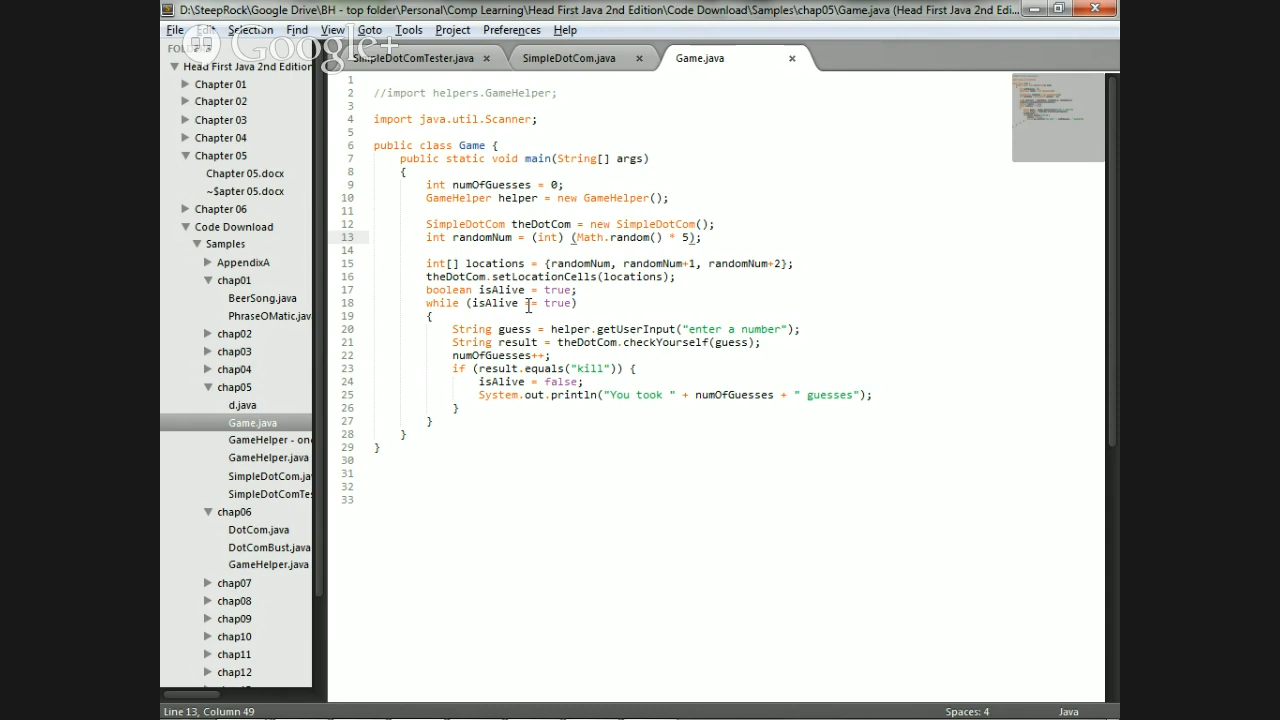 D:\SteepRock\Google Drive\BH - top folder\Personal\Comp Learning\Head First Java 2nd Edition\Code Download\Samples\chap05\Game.java (Head First Java 2nd Edi...
File Edit Selection Find View Goto Tools Project Preferences Help
Google+
SimpleDotComTester.java SimpleDotCom.java Game.java
Head First Java 2nd Edition
Chapter 01
Chapter 02
Chapter 03
Chapter 04
Chapter 05
Chapter 05.docx
~$apter 05.docx
Chapter 06
Code Download
Samples
AppendixA
chap01
BeerSong.java
PhraseOMatic.jav
chap02
chap03
chap04
chap05
d.java
Game.java
GameHelper - on
GameHelper.java
SimpleDotCom.ja
SimpleDotComTe
chap06
DotCom.java
DotComBust.java
GameHelper.java
chap07
chap08
chap09
chap10
chap11
chap12
1
2 //import helpers.GameHelper;
3
4 import java.util.Scanner;
5
6 public class Game {
7 public static void main(String[] args)
8 {
9 int numOfGuesses = 0;
10 GameHelper helper = new GameHelper();
11
12 SimpleDotCom theDotCom = new SimpleDotCom();
13 int randomNum = (int) (Math.random() * 5);
14
15 int[] locations = {randomNum, randomNum+1, randomNum+2};
16 theDotCom.setLocationCells(locations);
17 boolean isAlive = true;
18 while (isAlive == true)
19 {
20 String guess = helper.getUserInput("enter a number");
21 String result = theDotCom.checkYourself(guess);
22 numOfGuesses++;
23 if (result.equals("kill")) {
24 isAlive = false;
25 System.out.println("You took " + numOfGuesses + " guesses");
26 }
27 }
28 }
29 }
30
31
32
33
Line 13, Column 49 Spaces: 4 Java